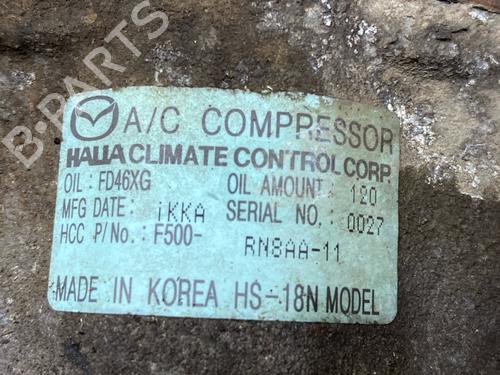 B-PARTS
A/C COMPRESSOR
HALLA CLIMATE CONTROL CORP.
OIL : FD46XG OIL AMOUNT : 120
MFG DATE : iKKA SERIAL NO. : 0027
HCC P/No. : F500- RN8AA-11
MADE IN KOREA HS-18N MODEL